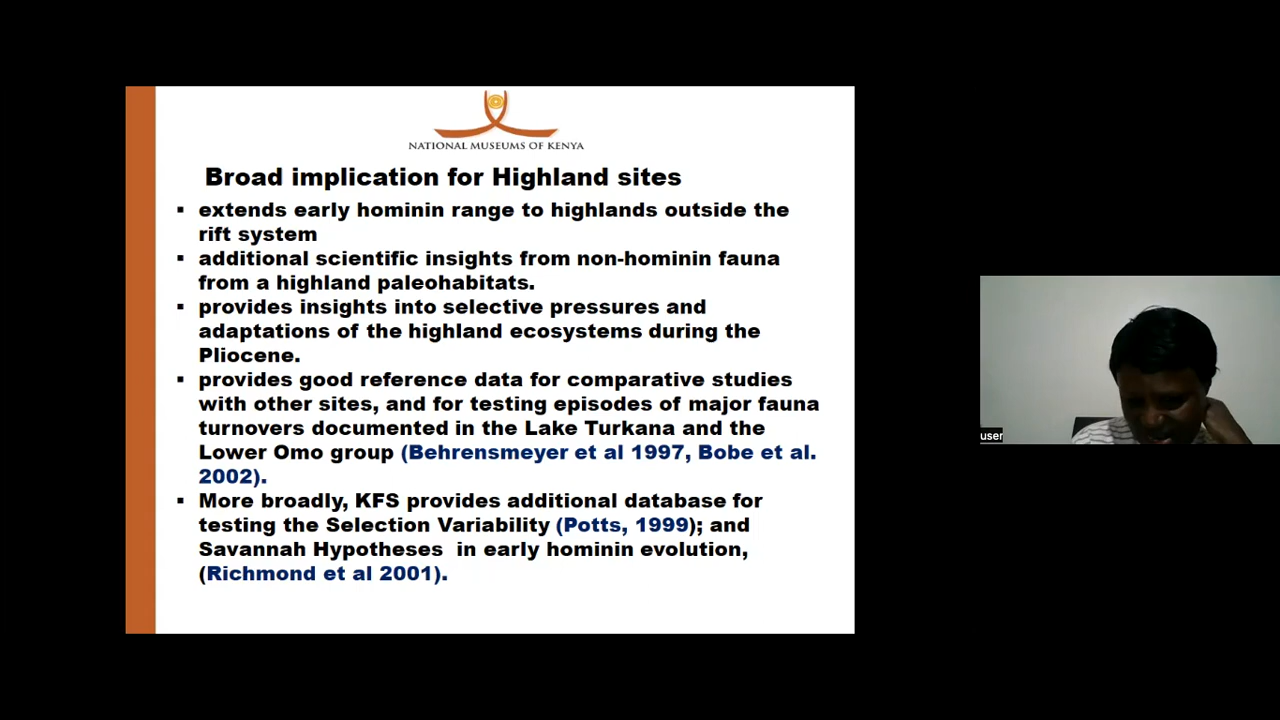 NATIONAL MUSEUMS OF KENYA
Broad implication for Highland sites
▪ extends early hominin range to highlands outside the
rift system
▪ additional scientific insights from non-hominin fauna
from a highland paleohabitats.
▪ provides insights into selective pressures and
adaptations of the highland ecosystems during the
Pliocene.
▪ provides good reference data for comparative studies
with other sites, and for testing episodes of major fauna
turnovers documented in the Lake Turkana and the
Lower Omo group (Behrensmeyer et al 1997, Bobe et al.
2002).
▪ More broadly, KFS provides additional database for
testing the Selection Variability (Potts, 1999); and
Savannah Hypotheses in early hominin evolution,
(Richmond et al 2001).
user